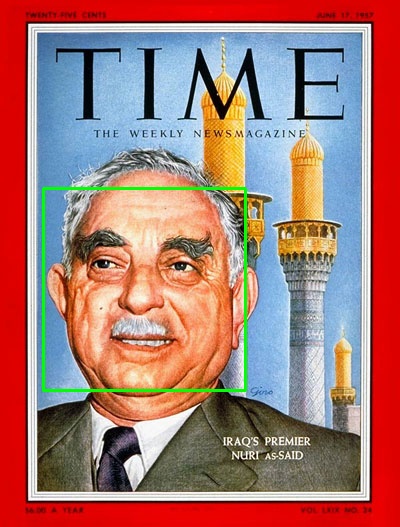 TWENTY-FIVE CENTS
JUNE 17, 1957
TIME
THE WEEKLY NEWSMAGAZINE
Gino
IRAQ'S PREMIER
NURI AS-SAID
$6.00 A YEAR
VOL. LXIX NO. 24